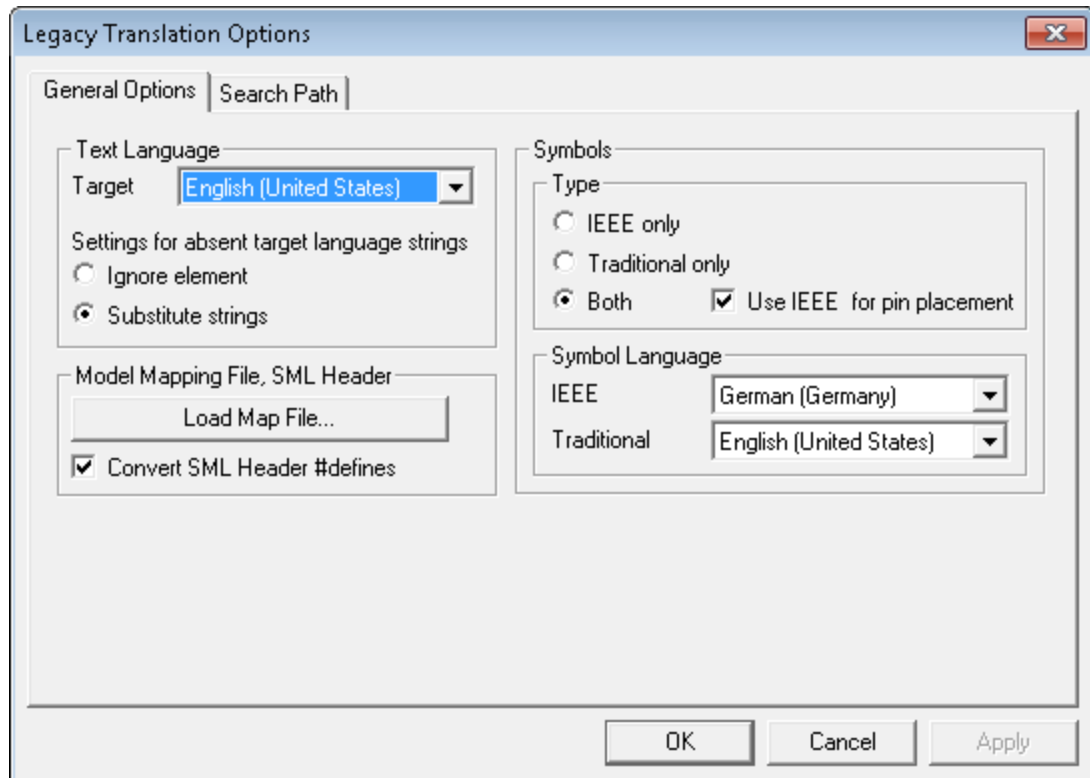 Legacy Translation Options
General Options
Search Path
Text Language
Target
English (United States)
Settings for absent target language strings
Ignore element
Substitute strings
Model Mapping File, SML Header
Load Map File...
Convert SML Header #defines
Symbols
Type
IEEE only
Traditional only
Both
Use IEEE  for pin placement
Symbol Language
IEEE
German (Germany)
Traditional
English (United States)
OK
Cancel
Apply